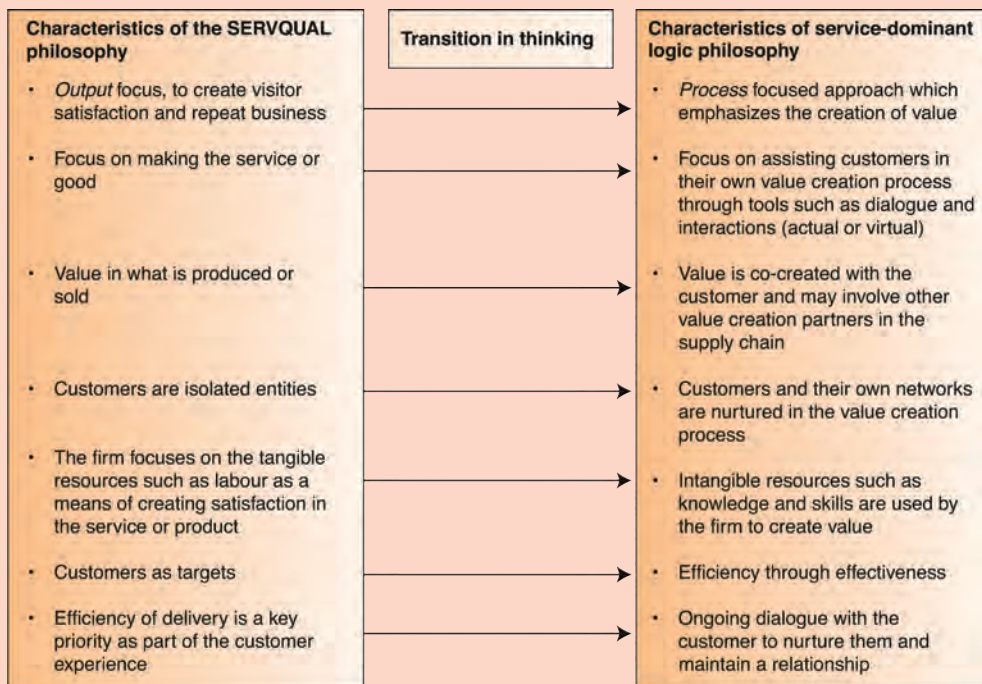 Characteristics of the SERVQUAL
philosophy
• Output focus, to create visitor
satisfaction and repeat business
• Focus on making the service or
good
• Value in what is produced or
sold
• Customers are isolated entities
• The firm focuses on the tangible
resources such as labour as a
means of creating satisfaction in
the service or product
• Customers as targets
• Efficiency of delivery is a key
priority as part of the customer
experience
Transition in thinking
Characteristics of service-dominant
logic philosophy
• Process focused approach which
emphasizes the creation of value
• Focus on assisting customers in
their own value creation process
through tools such as dialogue and
interactions (actual or virtual)
• Value is co-created with the
customer and may involve other
value creation partners in the
supply chain
• Customers and their own networks
are nurtured in the value creation
process
• Intangible resources such as
knowledge and skills are used by
the firm to create value
• Efficiency through effectiveness
• Ongoing dialogue with the
customer to nurture them and
maintain a relationship